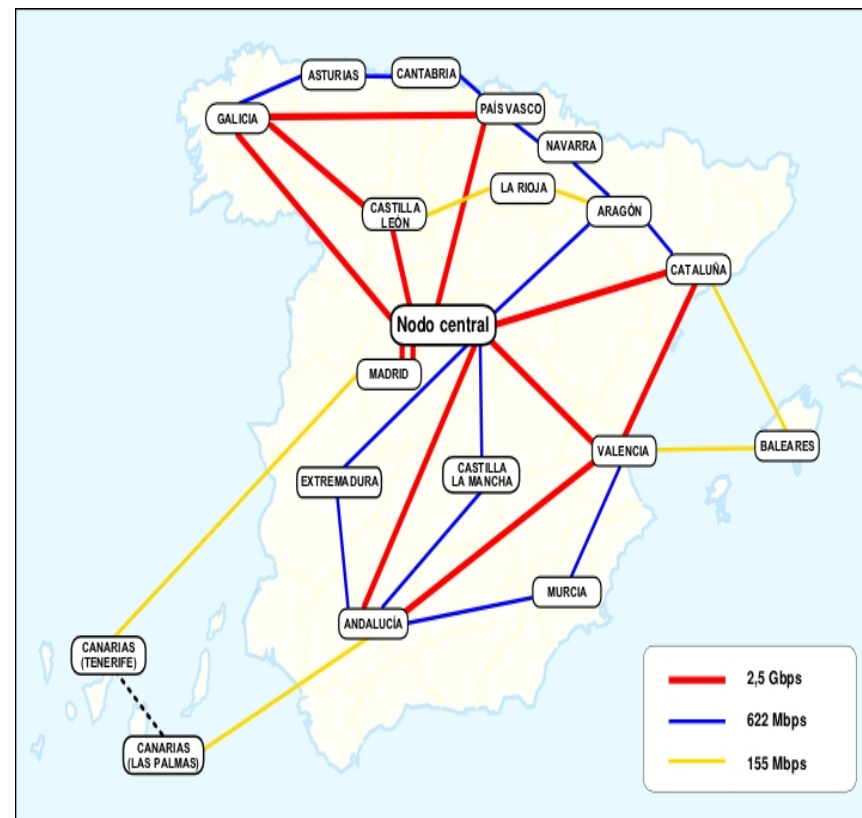 ASTURIAS
CANTABRIA
GALICIA
PAÍS VASCO
NAVARRA
LA RIOJA
CASTILLA
LEÓN
ARAGÓN
CATALUÑA
Nodo central
MADRID
VALENCIA
BALEARES
EXTREMADURA
CASTILLA
LA MANCHA
MURCIA
ANDALUCÍA
CANARIAS
(TENERIFE)
CANARIAS
(LAS PALMAS)
2,5 Gbps
622 Mbps
155 Mbps